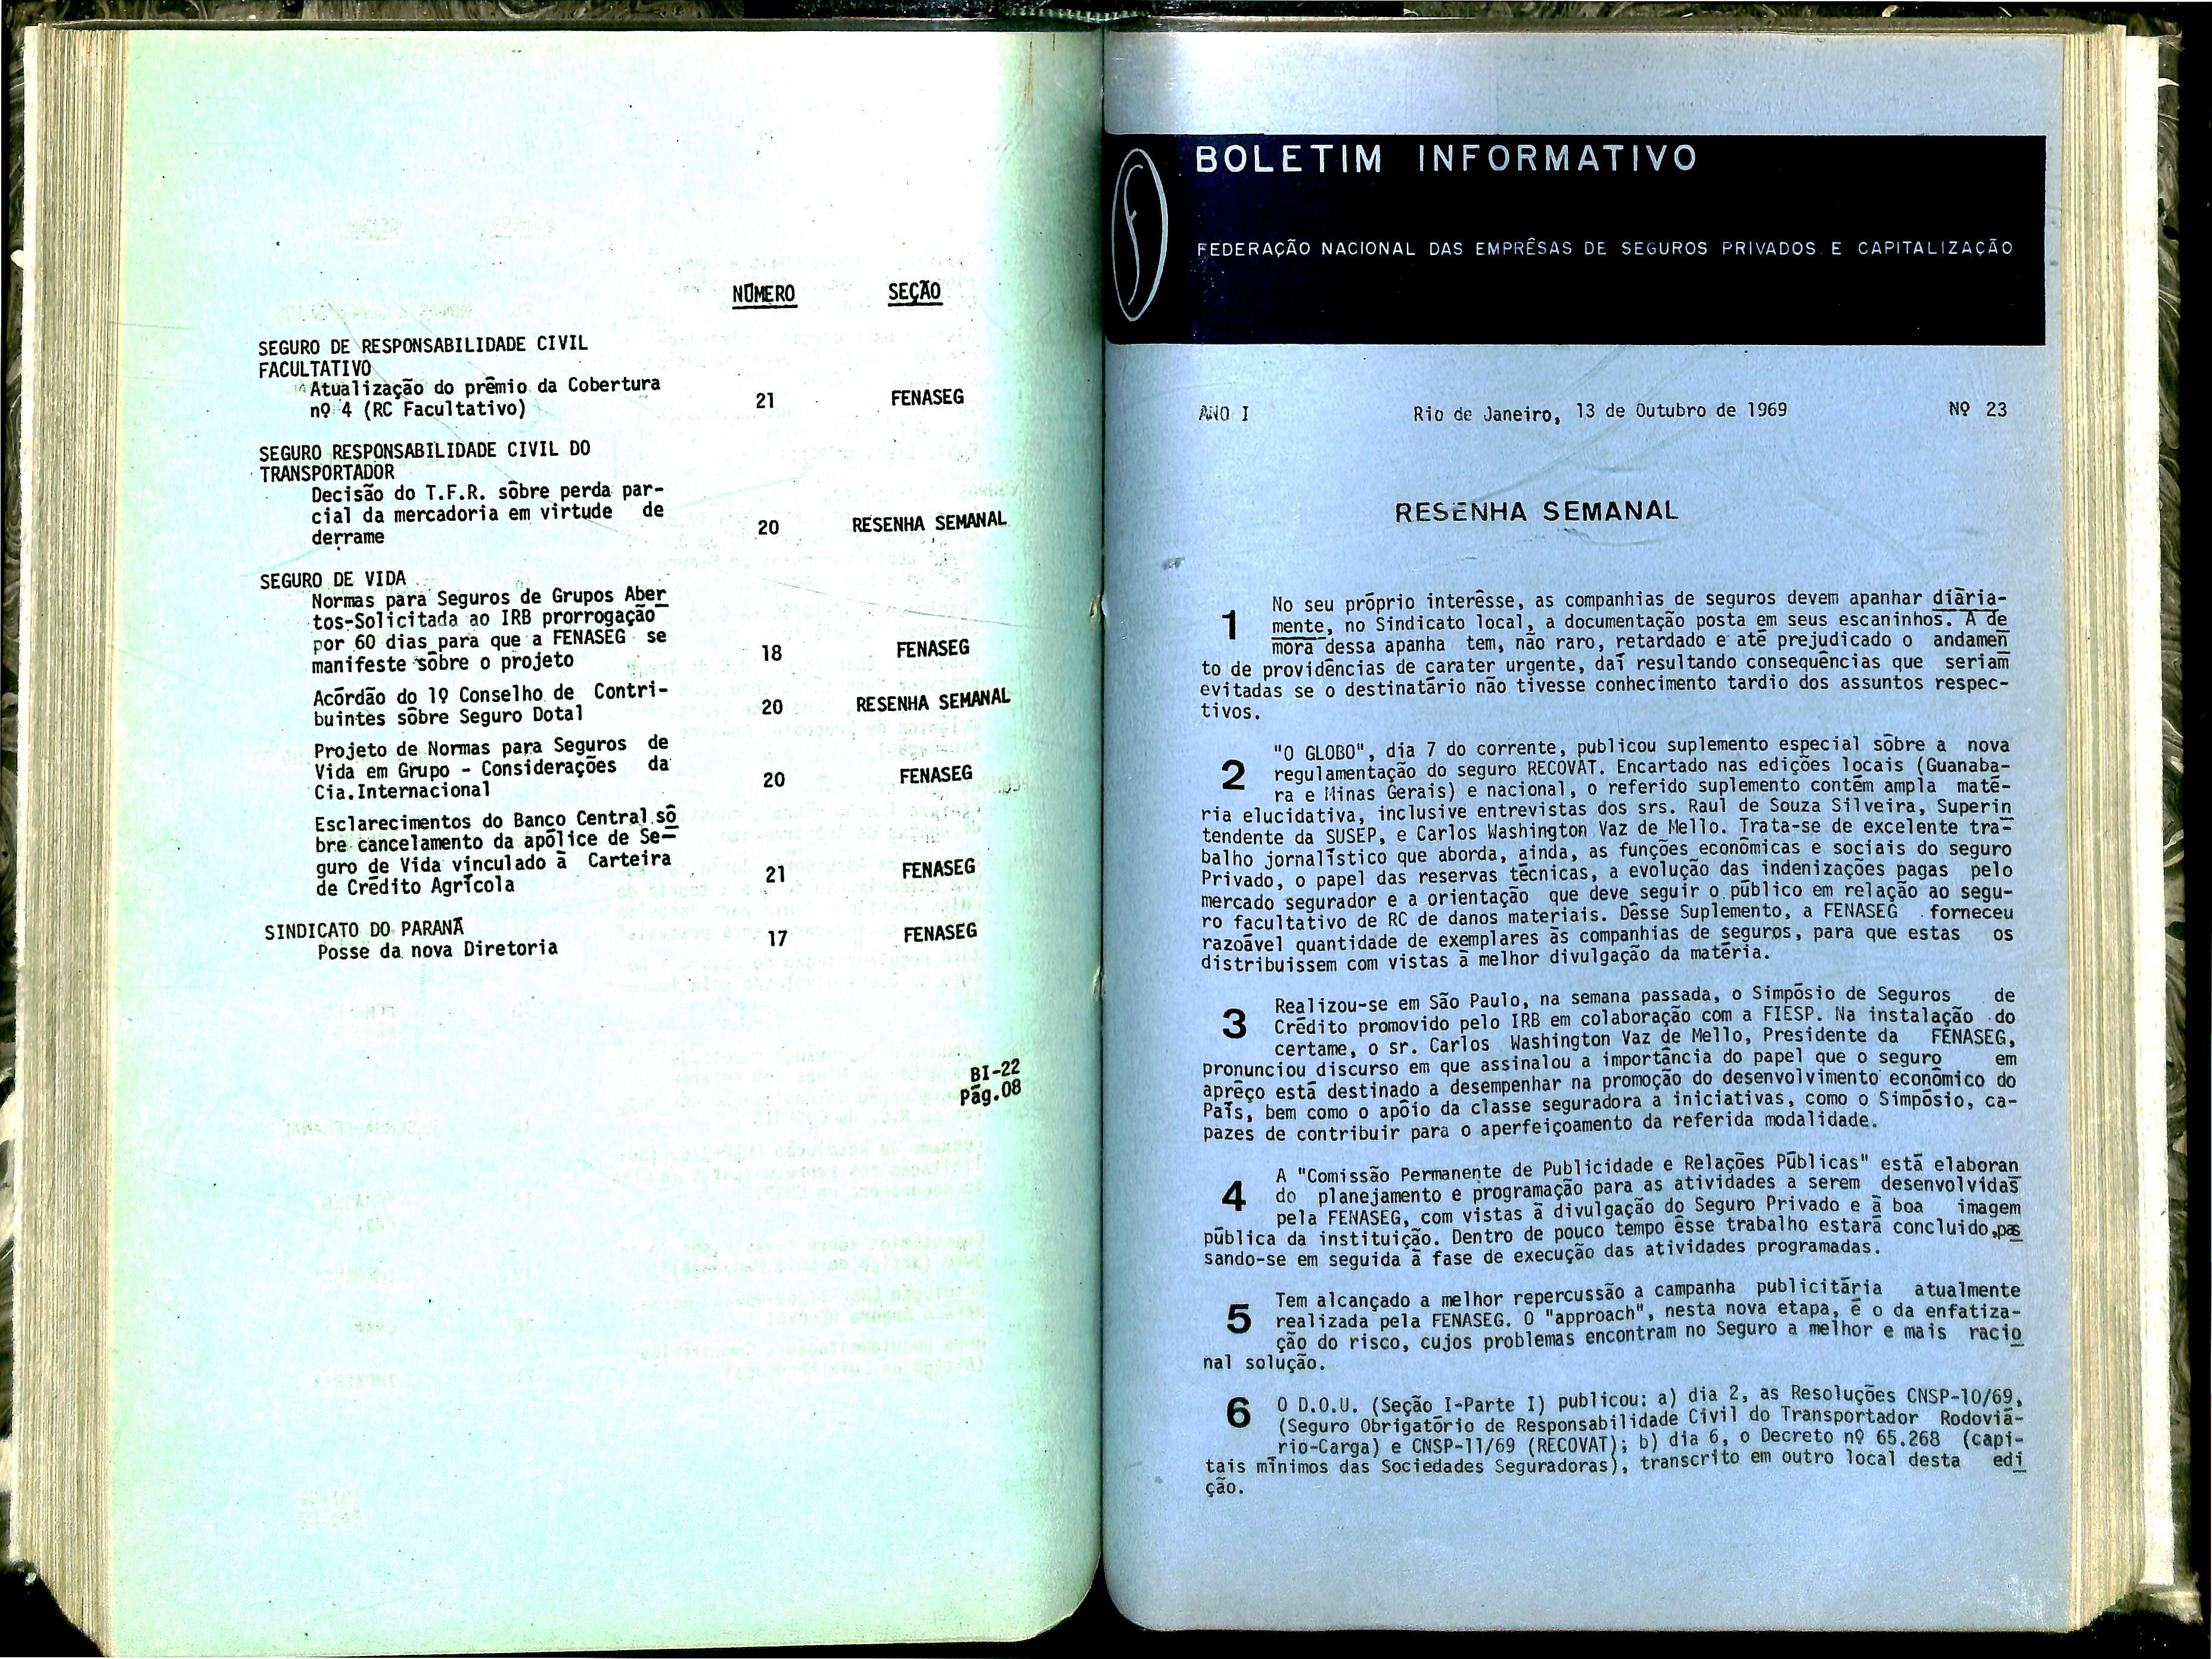 NÚMERO SEÇÃO
SEGURO DE RESPONSABILIDADE CIVIL
FACULTATIVO
Atualização do prêmio da Cobertura
nº 4 (RC Facultativo) 21 FENASEG
SEGURO RESPONSABILIDADE CIVIL DO
TRANSPORTADOR
Decisão do T.F.R. sôbre perda par-
cial da mercadoria em virtude de
derrame 20 RESENHA SEMANAL
SEGURO DE VIDA
Normas para Seguros de Grupos Aber
tos-Solicitada ao IRB prorrogação
por 60 dias para que a FENASEG se
manifeste sôbre o projeto 18 FENASEG
Acórdão do 1º Conselho de Contri-
buintes sôbre Seguro Dotal 20 RESENHA SEMANAL
Projeto de Normas para Seguros de
Vida em Grupo - Considerações da
Cia.Internacional 20 FENASEG
Esclarecimentos do Banco Central sô
bre cancelamento da apólice de Se-
guro de Vida vinculado à Carteira
de Crédito Agrícola 21 FENASEG
SINDICATO DO PARANÁ
Posse da nova Diretoria 17 FENASEG
BI-22
Pág.08
BOLETIM INFORMATIVO
FEDERAÇÃO NACIONAL DAS EMPRÊSAS DE SEGUROS PRIVADOS E CAPITALIZAÇÃO
ANO I Rio de Janeiro, 13 de Outubro de 1969 Nº 23
RESENHA SEMANAL
1 No seu próprio interêsse, as companhias de seguros devem apanhar diária-
mente, no Sindicato local, a documentação posta em seus escaninhos. A de
mora dessa apanha tem, não raro, retardado e até prejudicado o andamen
to de providências de carater urgente, daí resultando consequências que seriam
evitadas se o destinatário não tivesse conhecimento tardio dos assuntos respec-
tivos.
2 "O GLOBO", dia 7 do corrente, publicou suplemento especial sôbre a nova
regulamentação do seguro RECOVAT. Encartado nas edições locais (Guanaba-
ra e Minas Gerais) e nacional, o referido suplemento contém ampla maté-
ria elucidativa, inclusive entrevistas dos srs. Raul de Souza Silveira, Superin
tendente da SUSEP, e Carlos Washington Vaz de Mello. Trata-se de excelente tra-
balho jornalístico que aborda, ainda, as funções econômicas e sociais do seguro
Privado, o papel das reservas técnicas, a evolução das indenizações pagas pelo
mercado segurador e a orientação que deve seguir o público em relação ao segu-
ro facultativo de RC de danos materiais. Dêsse Suplemento, a FENASEG forneceu
razoável quantidade de exemplares às companhias de seguros, para que estas os
distribuissem com vistas à melhor divulgação da matéria.
3 Realizou-se em São Paulo, na semana passada, o Simpósio de Seguros de
Crédito promovido pelo IRB em colaboração com a FIESP. Na instalação do
certame, o sr. Carlos Washington Vaz de Mello, Presidente da FENASEG,
pronunciou discurso em que assinalou a importância do papel que o seguro em
aprêço está destinado a desempenhar na promoção do desenvolvimento econômico do
País, bem como o apôio da classe seguradora a iniciativas, como o Simpósio, ca-
pazes de contribuir para o aperfeiçoamento da referida modalidade.
4 A "Comissão Permanente de Publicidade e Relações Públicas" está elaboran
do planejamento e programação para as atividades a serem desenvolvidas
pela FENASEG, com vistas à divulgação do Seguro Privado e à boa imagem
pública da instituição. Dentro de pouco tempo êsse trabalho estará concluido,pas
sando-se em seguida à fase de execução das atividades programadas.
5 Tem alcançado a melhor repercussão a campanha publicitária atualmente
realizada pela FENASEG. O "approach", nesta nova etapa, é o da enfatiza-
ção do risco, cujos problemas encontram no Seguro a melhor e mais racio
nal solução.
6 O D.O.U. (Seção I-Parte I) publicou: a) dia 2, as Resoluções CNSP-10/69,
(Seguro Obrigatório de Responsabilidade Civil do Transportador Rodoviá-
rio-Carga) e CNSP-11/69 (RECOVAT); b) dia 6, o Decreto nº 65.268 (capi-
tais mínimos das Sociedades Seguradoras), transcrito em outro local desta edi
ção.